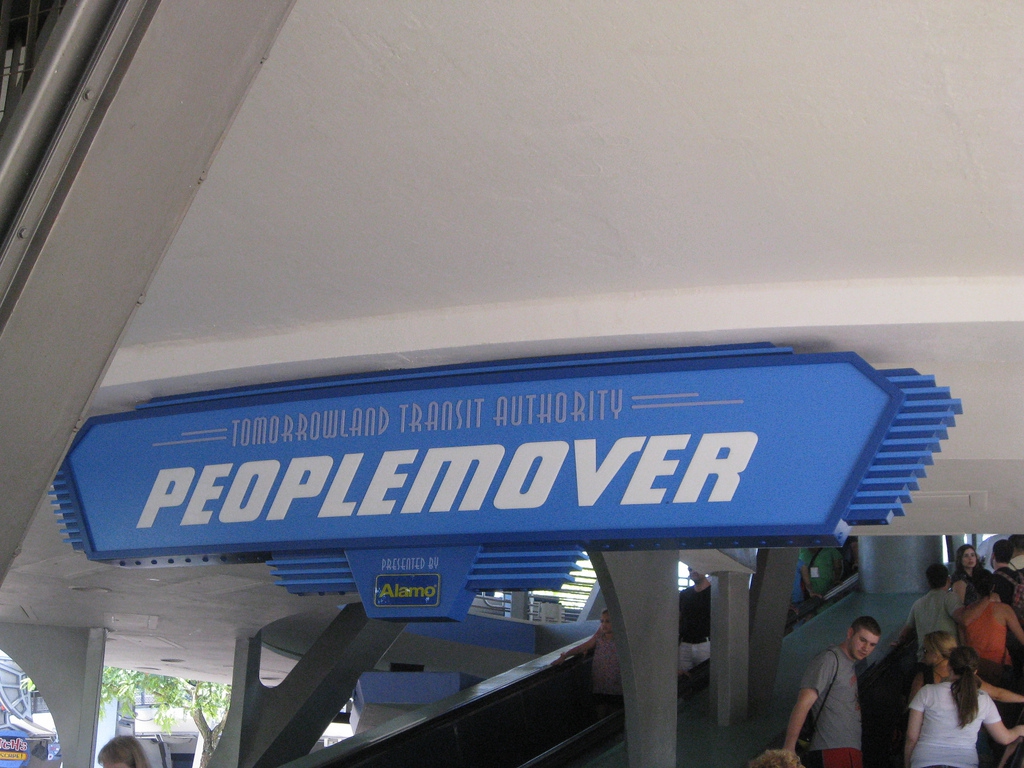 TOMORROWLAND TRANSIT AUTHORITY
PEOPLEMOVER
PRESENTED BY
Alamo